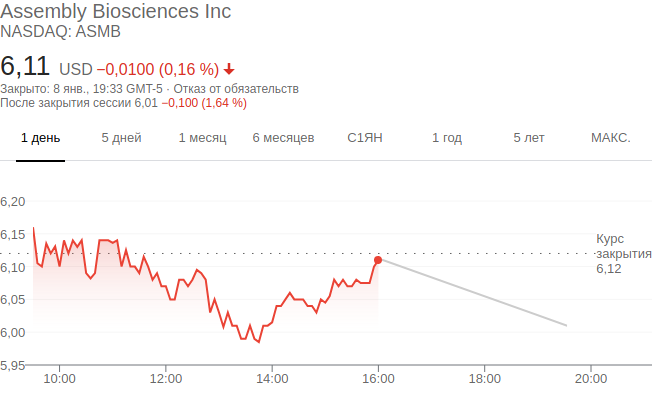 Assembly Biosciences Inc
NASDAQ: ASMB
6,11 USD −0,0100 (0,16 %)
Закрыто: 8 янв., 19:33 GMT-5 · Отказ от обязательств
После закрытия сессии 6,01 −0,100 (1,64 %)
1 день 5 дней 1 месяц 6 месяцев С1ЯН 1 год 5 лет МАКС.
6,20
6,15
Курс
закрытия
6,12
6,10
6,05
6,00
5,95
10:00 12:00 14:00 16:00 18:00 20:00